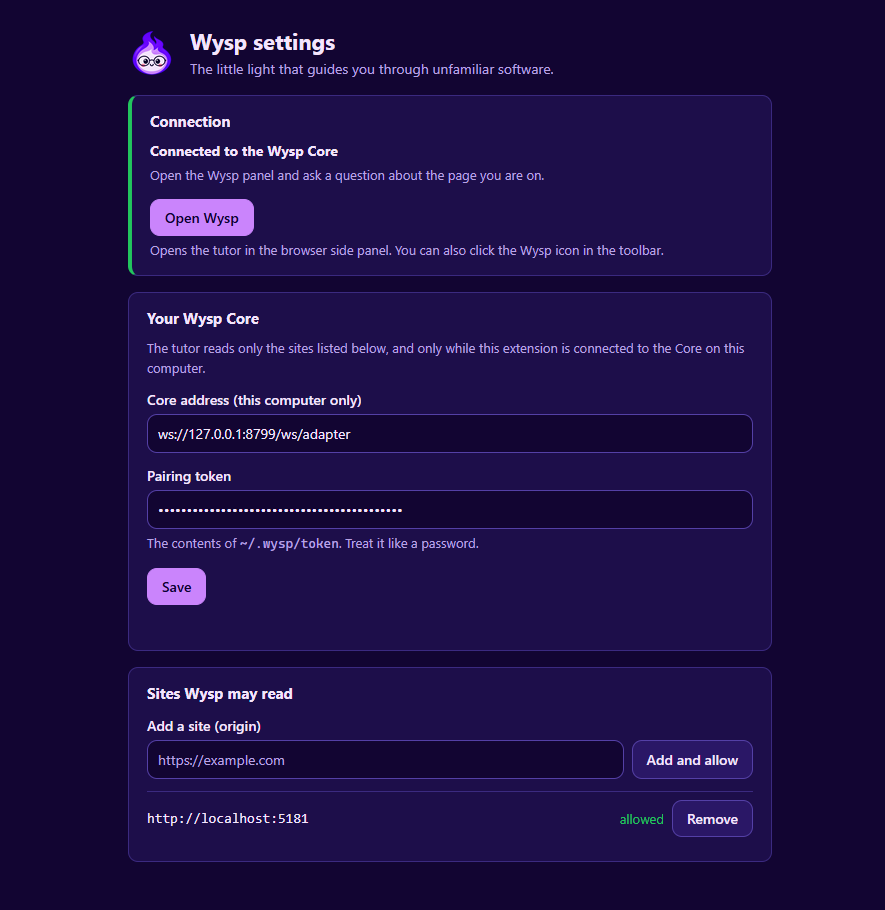 Wysp settings
The little light that guides you through unfamiliar software.
Connection
Connected to the Wysp Core
Open the Wysp panel and ask a question about the page you are on.
Open Wysp
Opens the tutor in the browser side panel. You can also click the Wysp icon in the toolbar.
Your Wysp Core
The tutor reads only the sites listed below, and only while this extension is connected to the Core on this
computer.
Core address (this computer only)
ws://127.0.0.1:8799/ws/adapter
Pairing token
•••••••••••••••••••••••••••••••••••••••••••
The contents of ~/.wysp/token. Treat it like a password.
Save
Sites Wysp may read
Add a site (origin)
https://example.com
Add and allow
http://localhost:5181
allowed
Remove